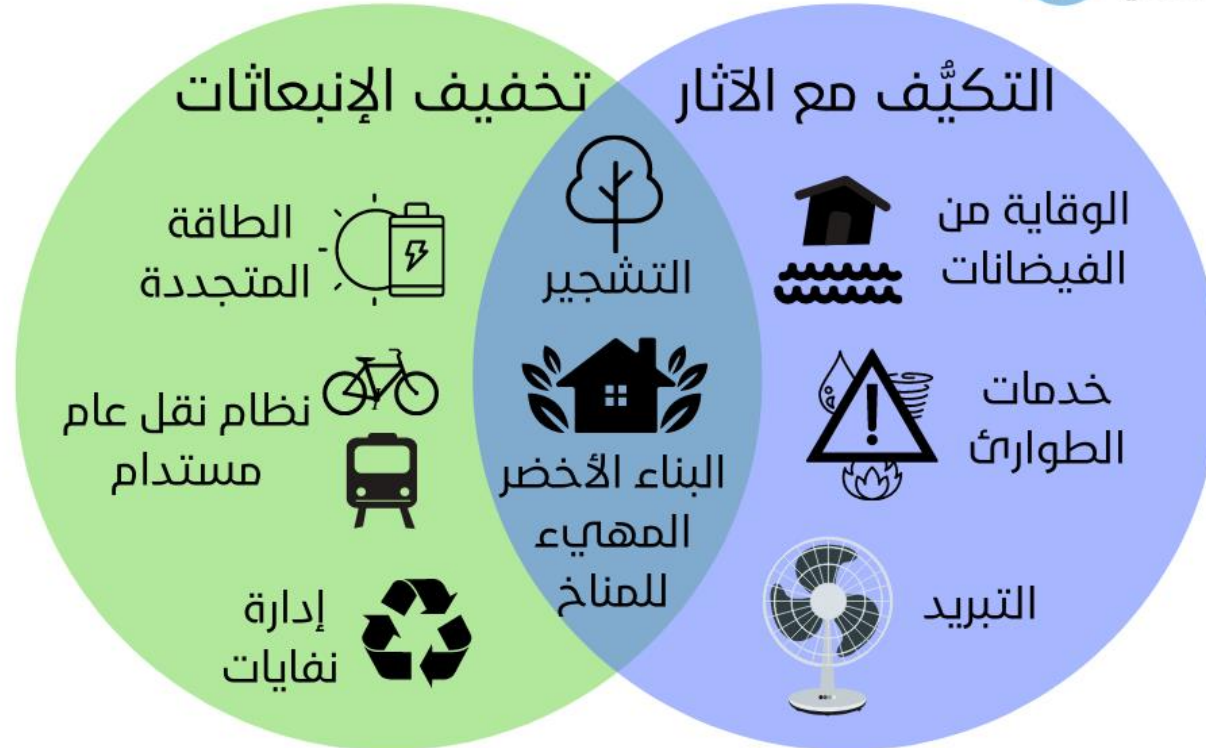 التكيُّف مع الآثار
تخفيف الإنبعاثات
الوقاية من
الفيضانات
خدمات
الطوارئ
التبريد
التشجير
البناء الأخضر
المهيء
للمناخ
الطاقة
المتجددة
نظام نقل عام
مستدام
إدارة
نفايات